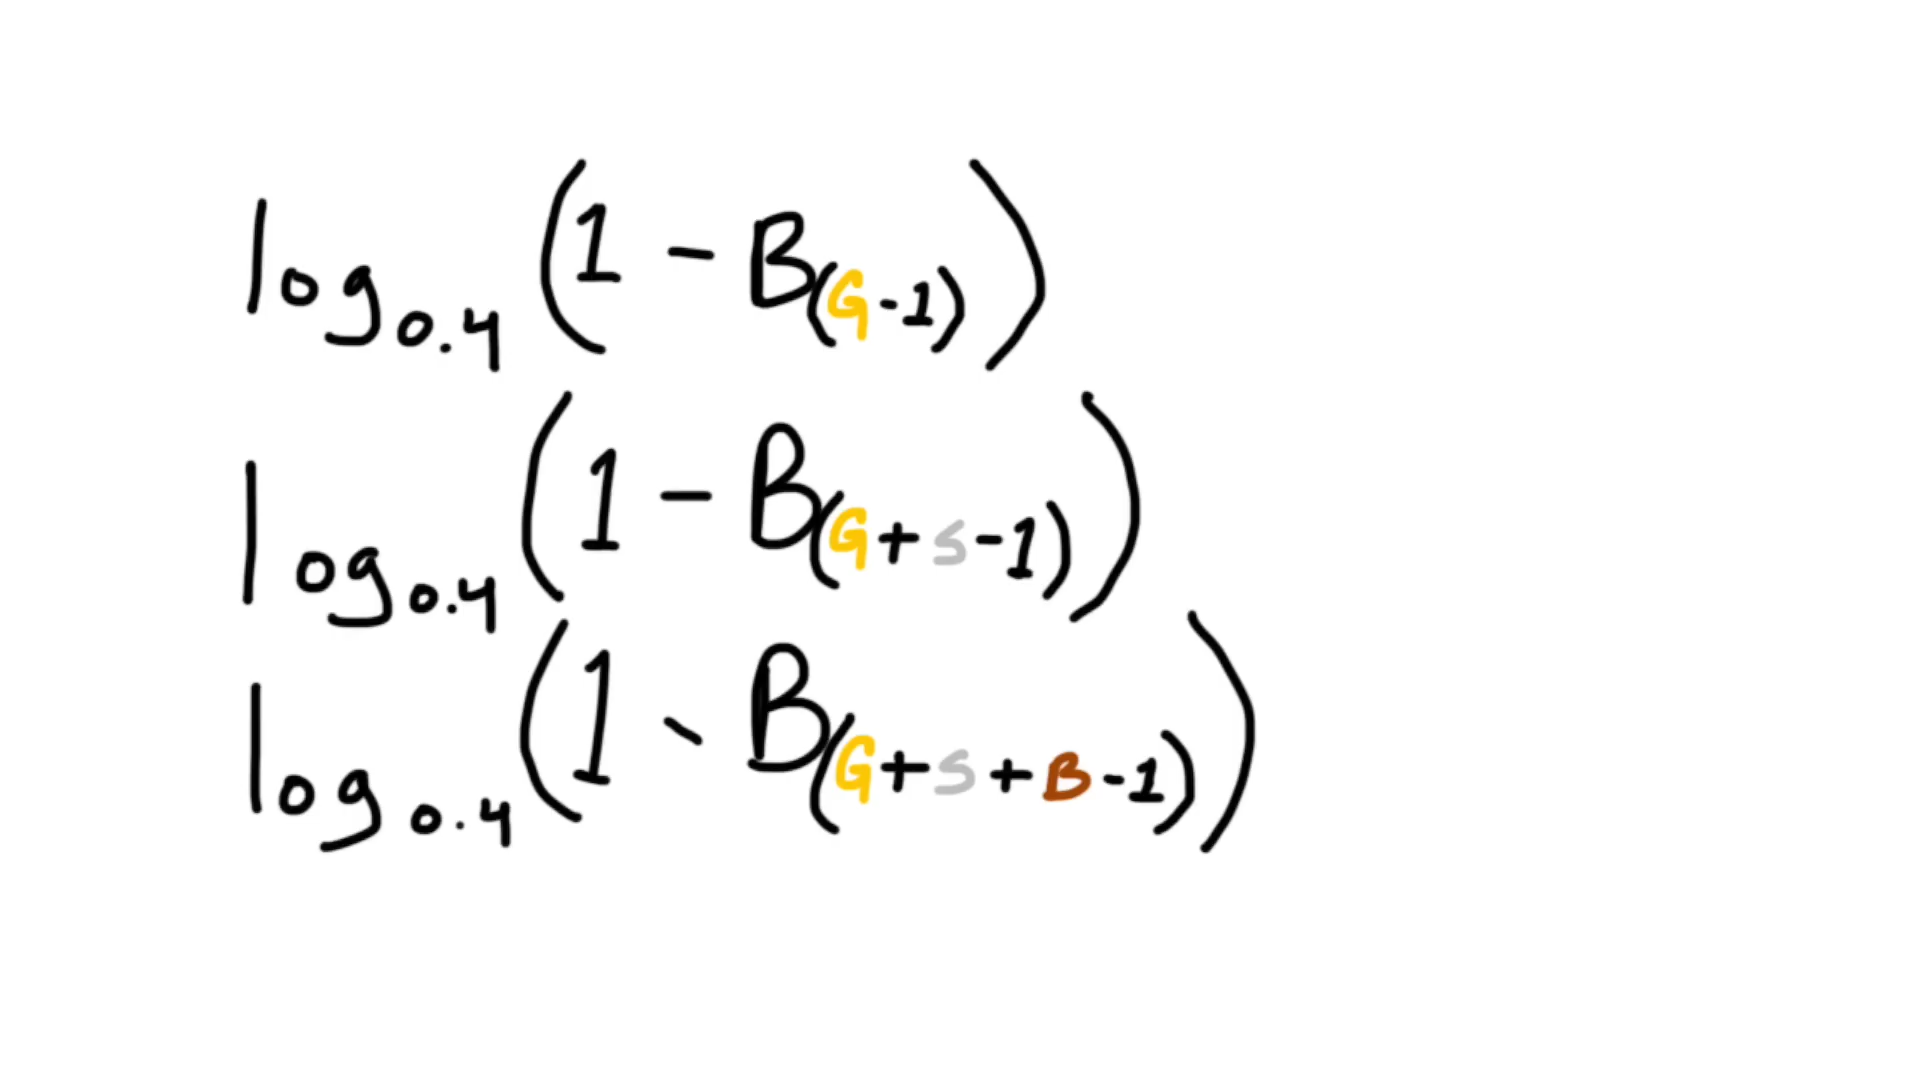 log0.4(1 - B(G-1))
log0.4(1 - B(G+S-1))
log0.4(1 - B(G+S+B-1))